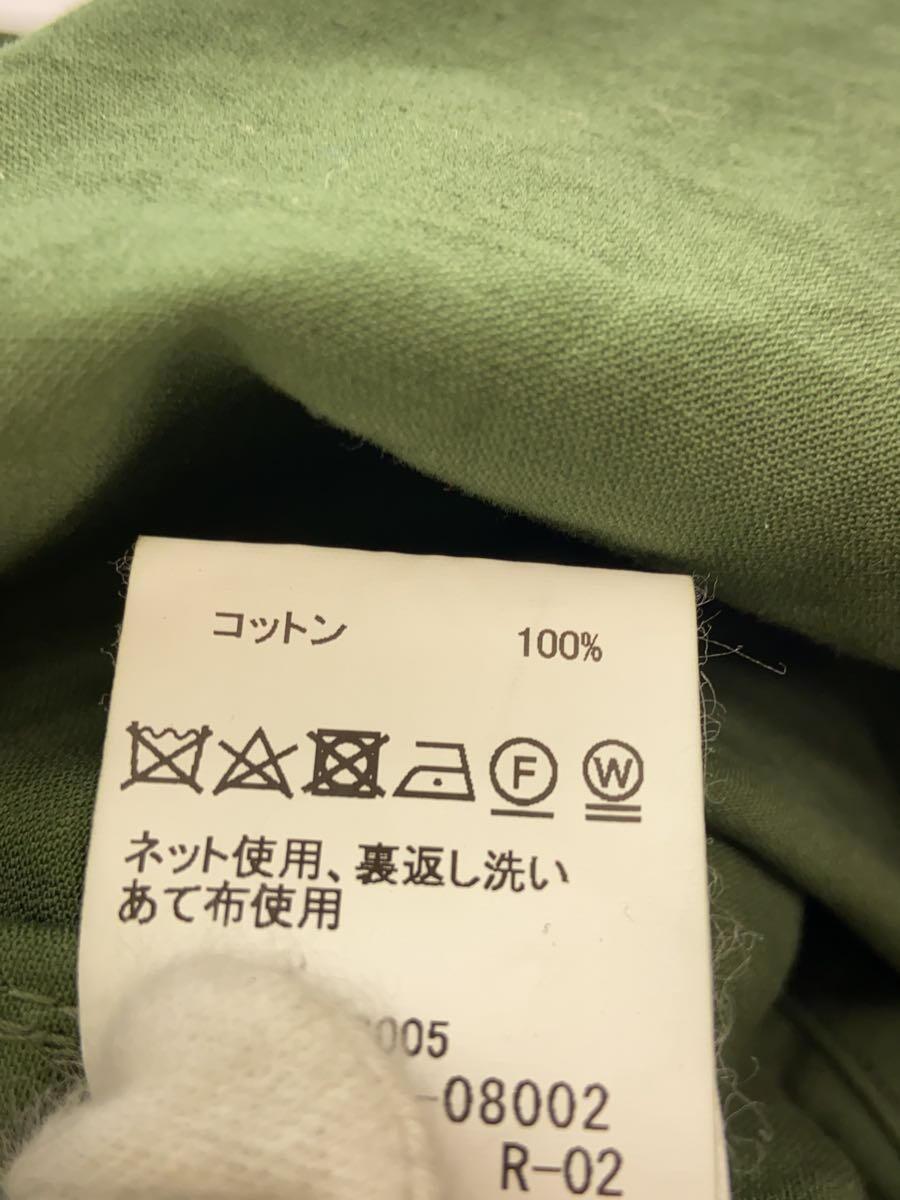 コットン 100%
F W
ネット使用、裏返し洗い
あて布使用
005
-08002
R-02